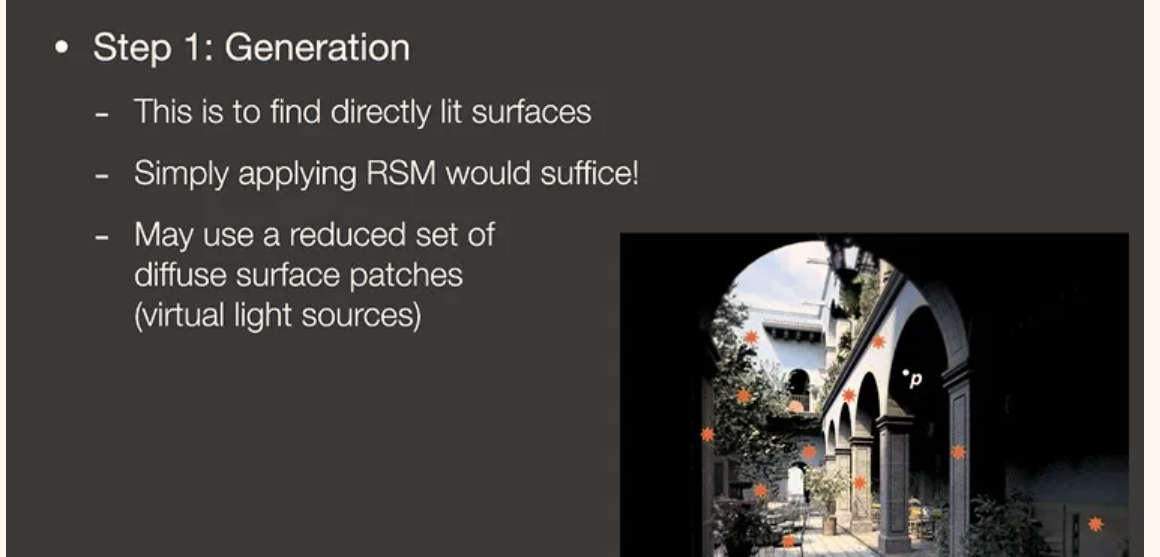 • Step 1: Generation
- This is to find directly lit surfaces
- Simply applying RSM would suffice!
- May use a reduced set of
diffuse surface patches
(virtual light sources)
p